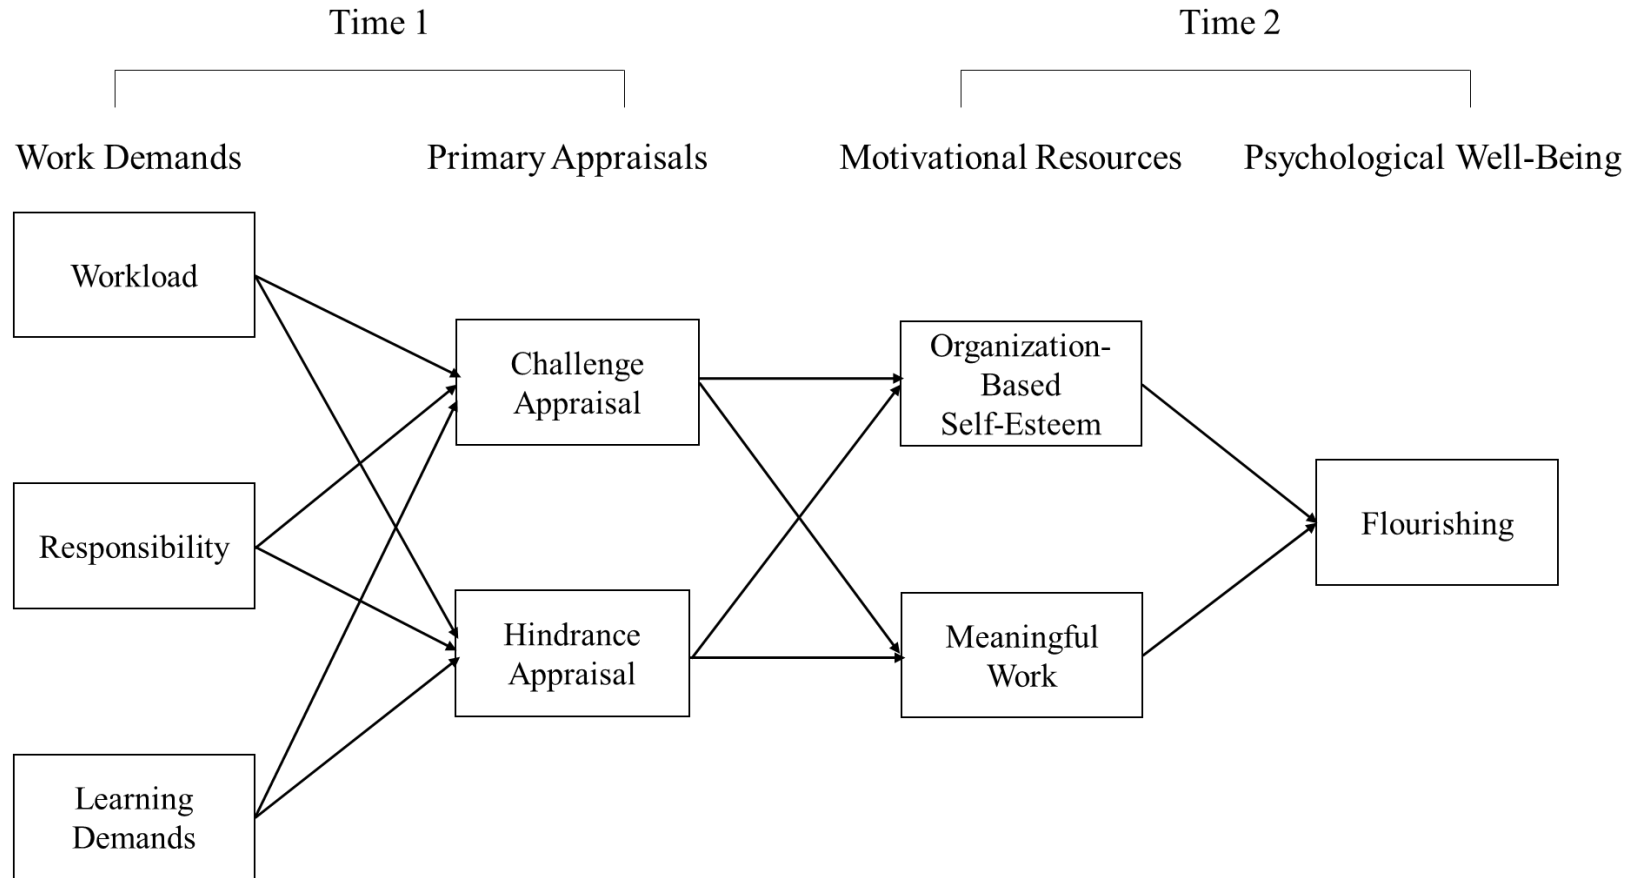 Time 1
Time 2
Work Demands
Primary Appraisals
Motivational Resources
Psychological Well-Being
Workload
Challenge
Appraisal
Organization-
Based
Self-Esteem
Responsibility
Flourishing
Hindrance
Appraisal
Meaningful
Work
Learning
Demands